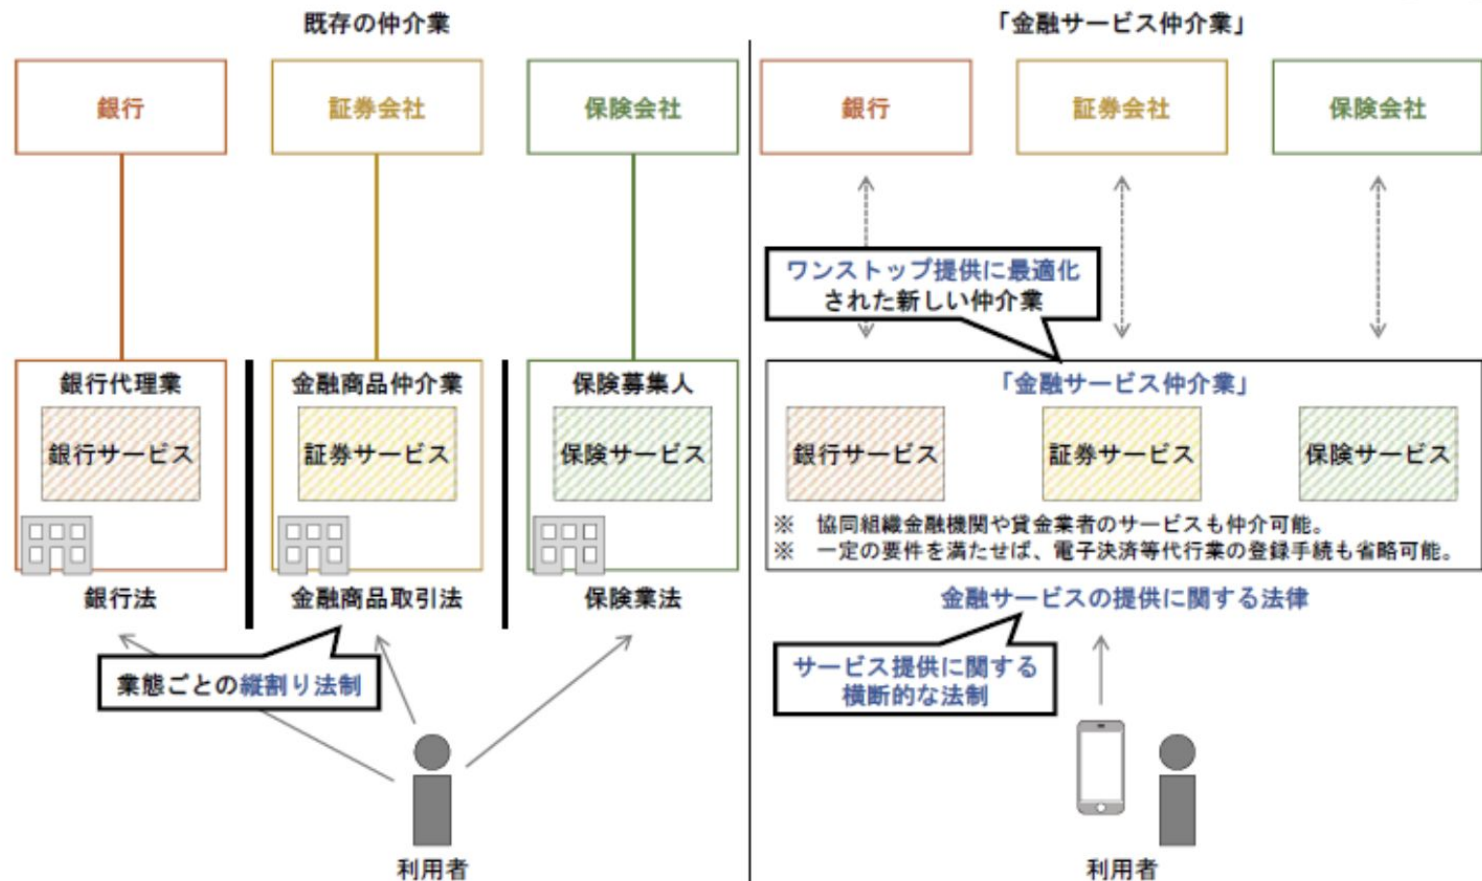 既存の仲介業
銀行
証券会社
保険会社
銀行代理業
銀行サービス
金融商品仲介業
証券サービス
保険募集人
保険サービス
銀行法
金融商品取引法
保険業法
業態ごとの縦割り法制
利用者
「金融サービス仲介業」
銀行
証券会社
保険会社
ワンストップ提供に最適化
された新しい仲介業
「金融サービス仲介業」
銀行サービス
証券サービス
保険サービス
※ 協同組織金融機関や貸金業者のサービスも仲介可能。
※ 一定の要件を満たせば、電子決済等代行業の登録手続も省略可能。
金融サービスの提供に関する法律
サービス提供に関する
横断的な法制
利用者